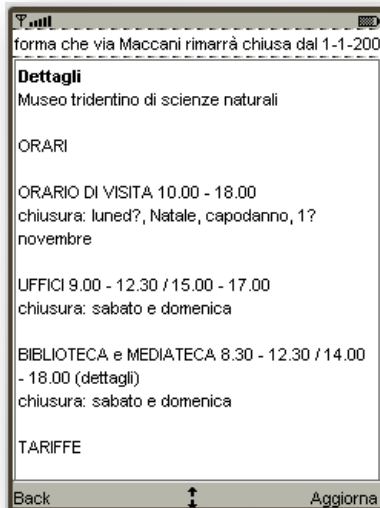 forma che via Maccani rimarrà chiusa dal 1-1-200
Dettagli
Museo tridentino di scienze naturali
ORARI
ORARIO DI VISITA 10.00 - 18.00
chiusura: luned?, Natale, capodanno, 1?
novembre
UFFICI 9.00 - 12.30 / 15.00 - 17.00
chiusura: sabato e domenica
BIBLIOTECA e MEDIATECA 8.30 - 12.30 / 14.00
- 18.00 (dettagli)
chiusura: sabato e domenica
TARIFFE
Back Aggiorna